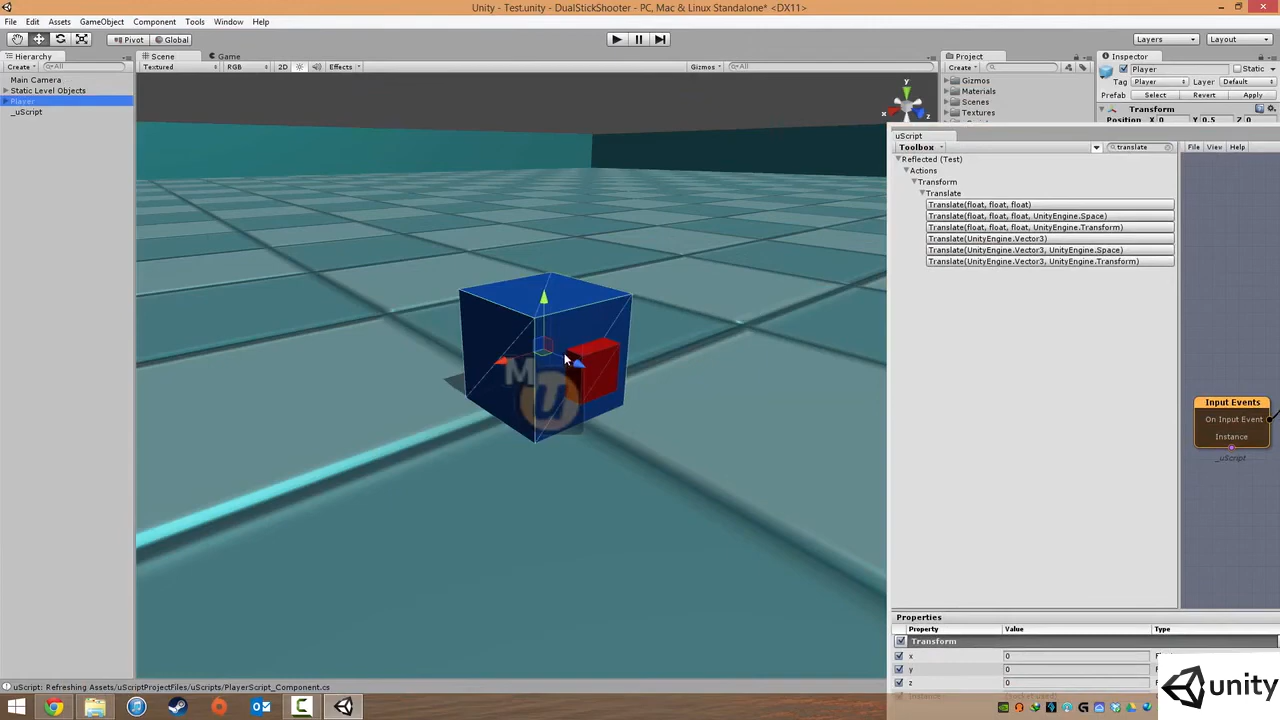 Unity - Test.unity - DualStickShooter - PC, Mac & Linux Standalone* <DX11>
File Edit Assets GameObject Component Tools Window Help
Pivot Global Layers Layout
Hierarchy Scene Game Project Inspector
Create All Textured RGB 2D Effects Gizmos All Create Player Static
Main Camera
Static Level Objects
Player
_uScript
Gizmos
Materials
Scenes
Textures
Tag Player Layer Default
Prefab Select Revert Apply
Transform
Position X 0 Y 0.5 Z 0
y
x
z
uScript
Toolbox translate File View Help
Reflected (Test)
Actions
Transform
Translate
Translate(float, float, float)
Translate(float, float, float, UnityEngine.Space)
Translate(float, float, float, UnityEngine.Transform)
Translate(UnityEngine.Vector3)
Translate(UnityEngine.Vector3, UnityEngine.Space)
Translate(UnityEngine.Vector3, UnityEngine.Transform)
M
Input Events
On Input Event
Instance
_uScript
Properties
Property Value Type
Transform
x 0
y 0
z 0
unity
uScript: Refreshing Assets/uScriptProjectFiles/uScripts/PlayerScript_Component.cs